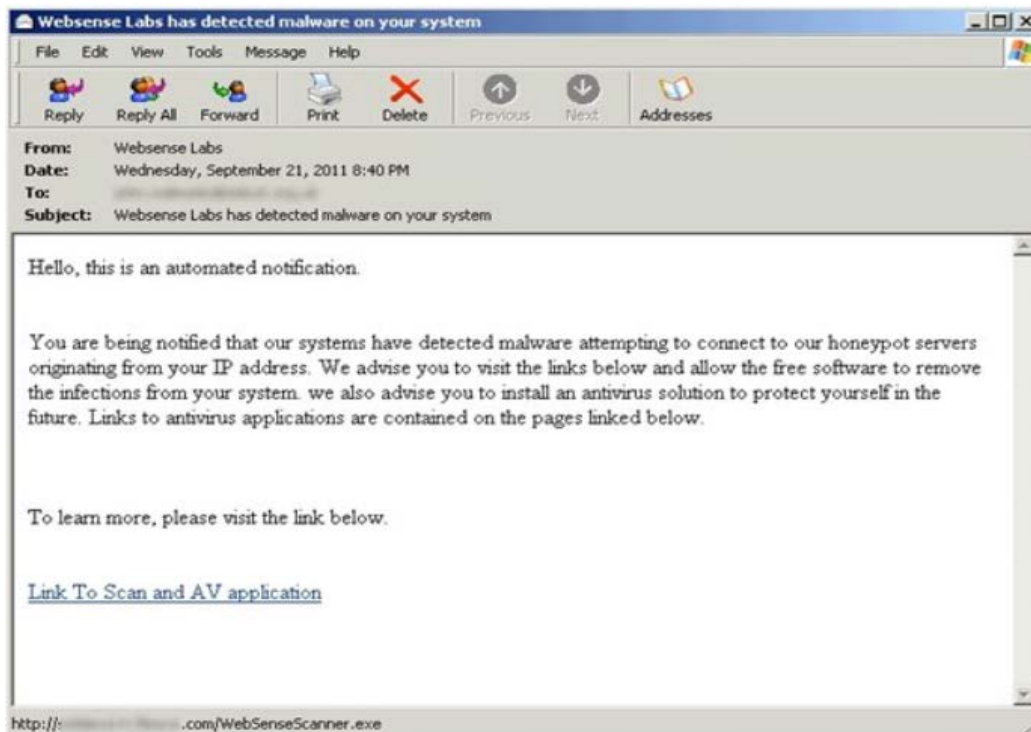 Websense Labs has detected malware on your system
File Edit View Tools Message Help
Reply Reply All Forward Print Delete Previous Next Addresses
From: Websense Labs
Date: Wednesday, September 21, 2011 8:40 PM
To:
Subject: Websense Labs has detected malware on your system
Hello, this is an automated notification.
You are being notified that our systems have detected malware attempting to connect to our honeypot servers
originating from your IP address. We advise you to visit the links below and allow the free software to remove
the infections from your system. we also advise you to install an antivirus solution to protect yourself in the
future. Links to antivirus applications are contained on the pages linked below.
To learn more, please visit the link below.
Link To Scan and AV application
http:// .com/WebSenseScanner.exe